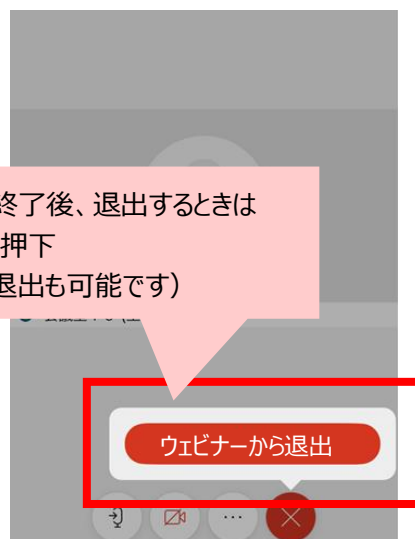 終了後、退出するときは
押下
退出も可能です）
ウェビナーから退出